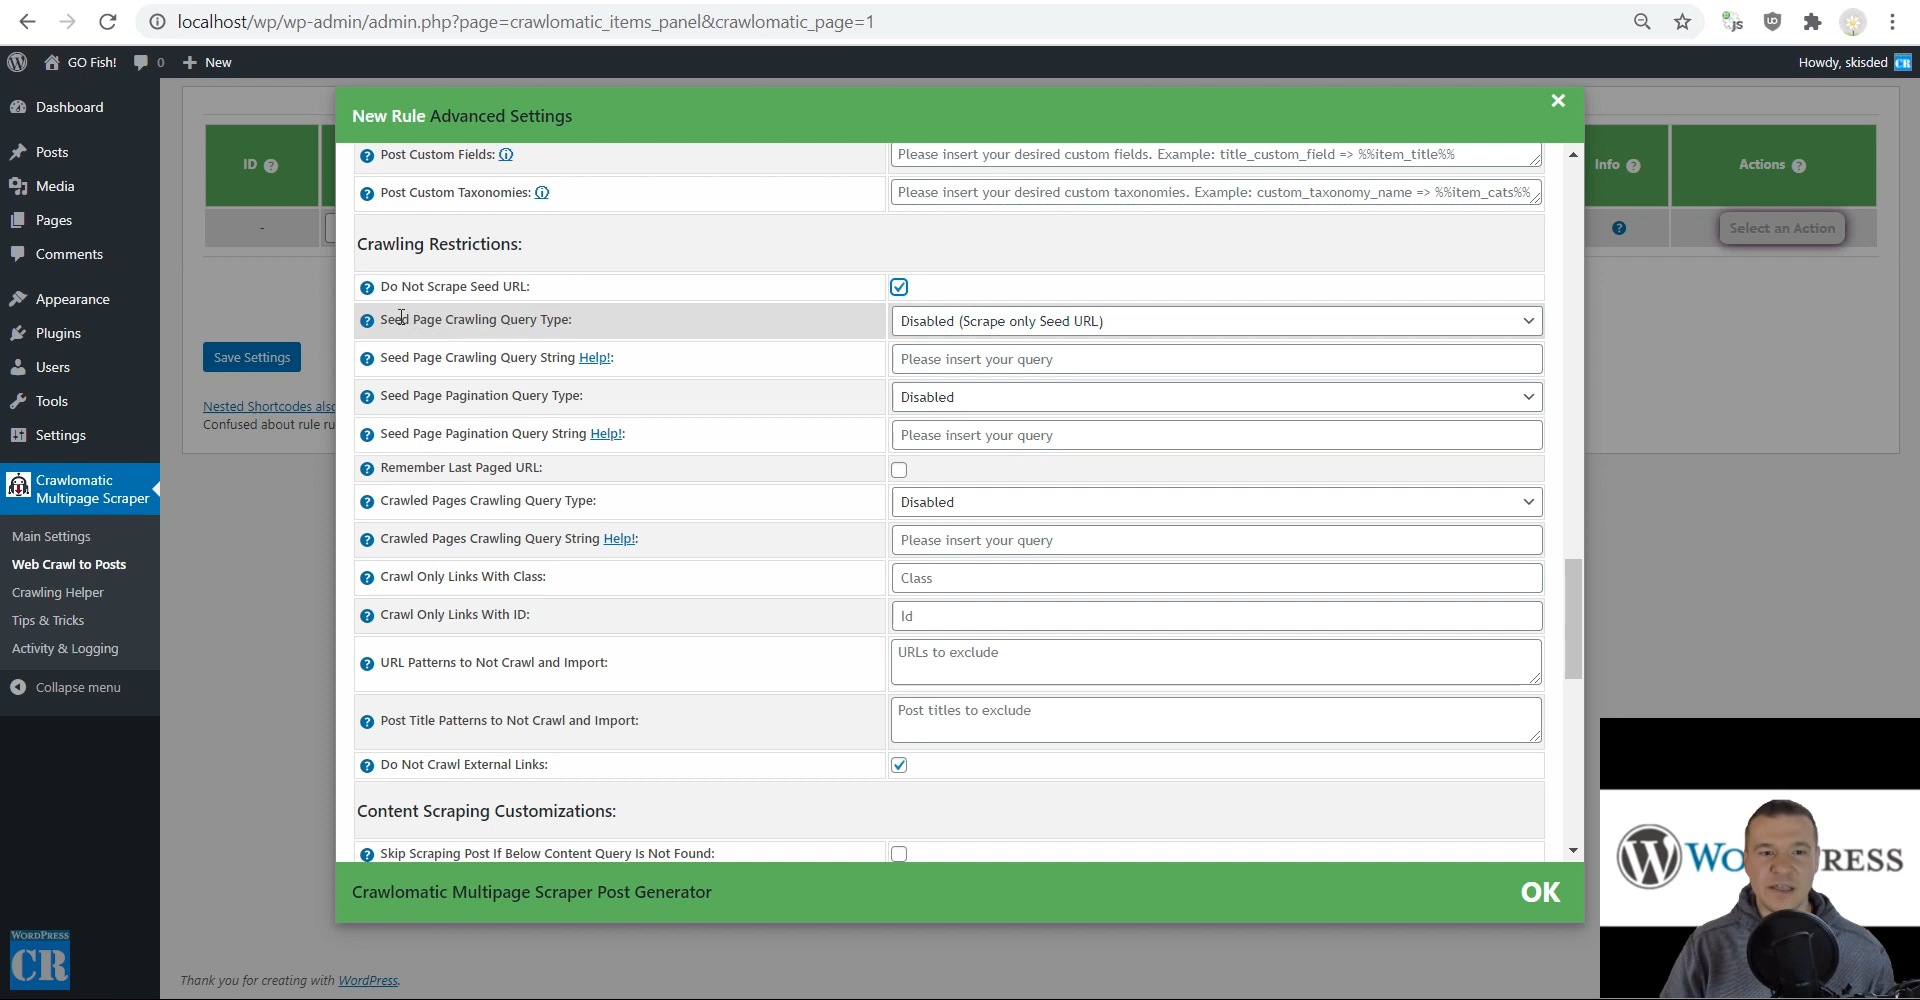 localhost/wp/wp-admin/admin.php?page=crawlomatic_items_panel&crawlomatic_page=1
GO Fish! 0 New
Howdy, skisded CR
Dashboard
Posts
Media
Pages
Comments
Appearance
Plugins
Users
Tools
Settings
Crawlomatic
Multipage Scraper
Main Settings
Web Crawl to Posts
Crawling Helper
Tips & Tricks
Activity & Logging
Collapse menu
WORDPRESS
CR
ID
-
Save Settings
Nested Shortcodes also
Confused about rule ru
Info
Actions
Select an Action
New Rule Advanced Settings
Post Custom Fields:
Please insert your desired custom fields. Example: title_custom_field => %%item_title%%
Post Custom Taxonomies:
Please insert your desired custom taxonomies. Example: custom_taxonomy_name => %%item_cats%%
Crawling Restrictions:
Do Not Scrape Seed URL:
Seed Page Crawling Query Type:
Disabled (Scrape only Seed URL)
Seed Page Crawling Query String Help!:
Please insert your query
Seed Page Pagination Query Type:
Disabled
Seed Page Pagination Query String Help!:
Please insert your query
Remember Last Paged URL:
Crawled Pages Crawling Query Type:
Disabled
Crawled Pages Crawling Query String Help!:
Please insert your query
Crawl Only Links With Class:
Class
Crawl Only Links With ID:
Id
URL Patterns to Not Crawl and Import:
URLs to exclude
Post Title Patterns to Not Crawl and Import:
Post titles to exclude
Do Not Crawl External Links:
Content Scraping Customizations:
Skip Scraping Post If Below Content Query Is Not Found:
Crawlomatic Multipage Scraper Post Generator
OK
Thank you for creating with WordPress.
WO RESS